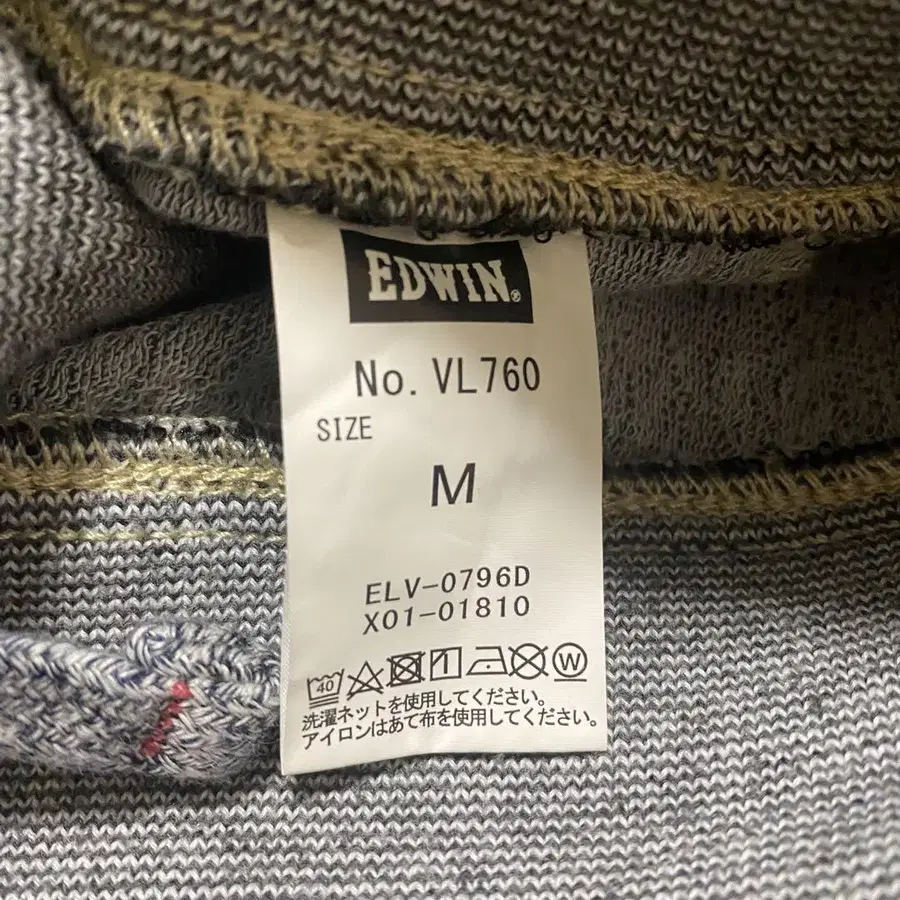 EDWIN®
No. VL760
SIZE
M
ELV-0796D
X01-01810
40 W
洗濯ネットを使用してください。
アイロンはあて布を使用してください。